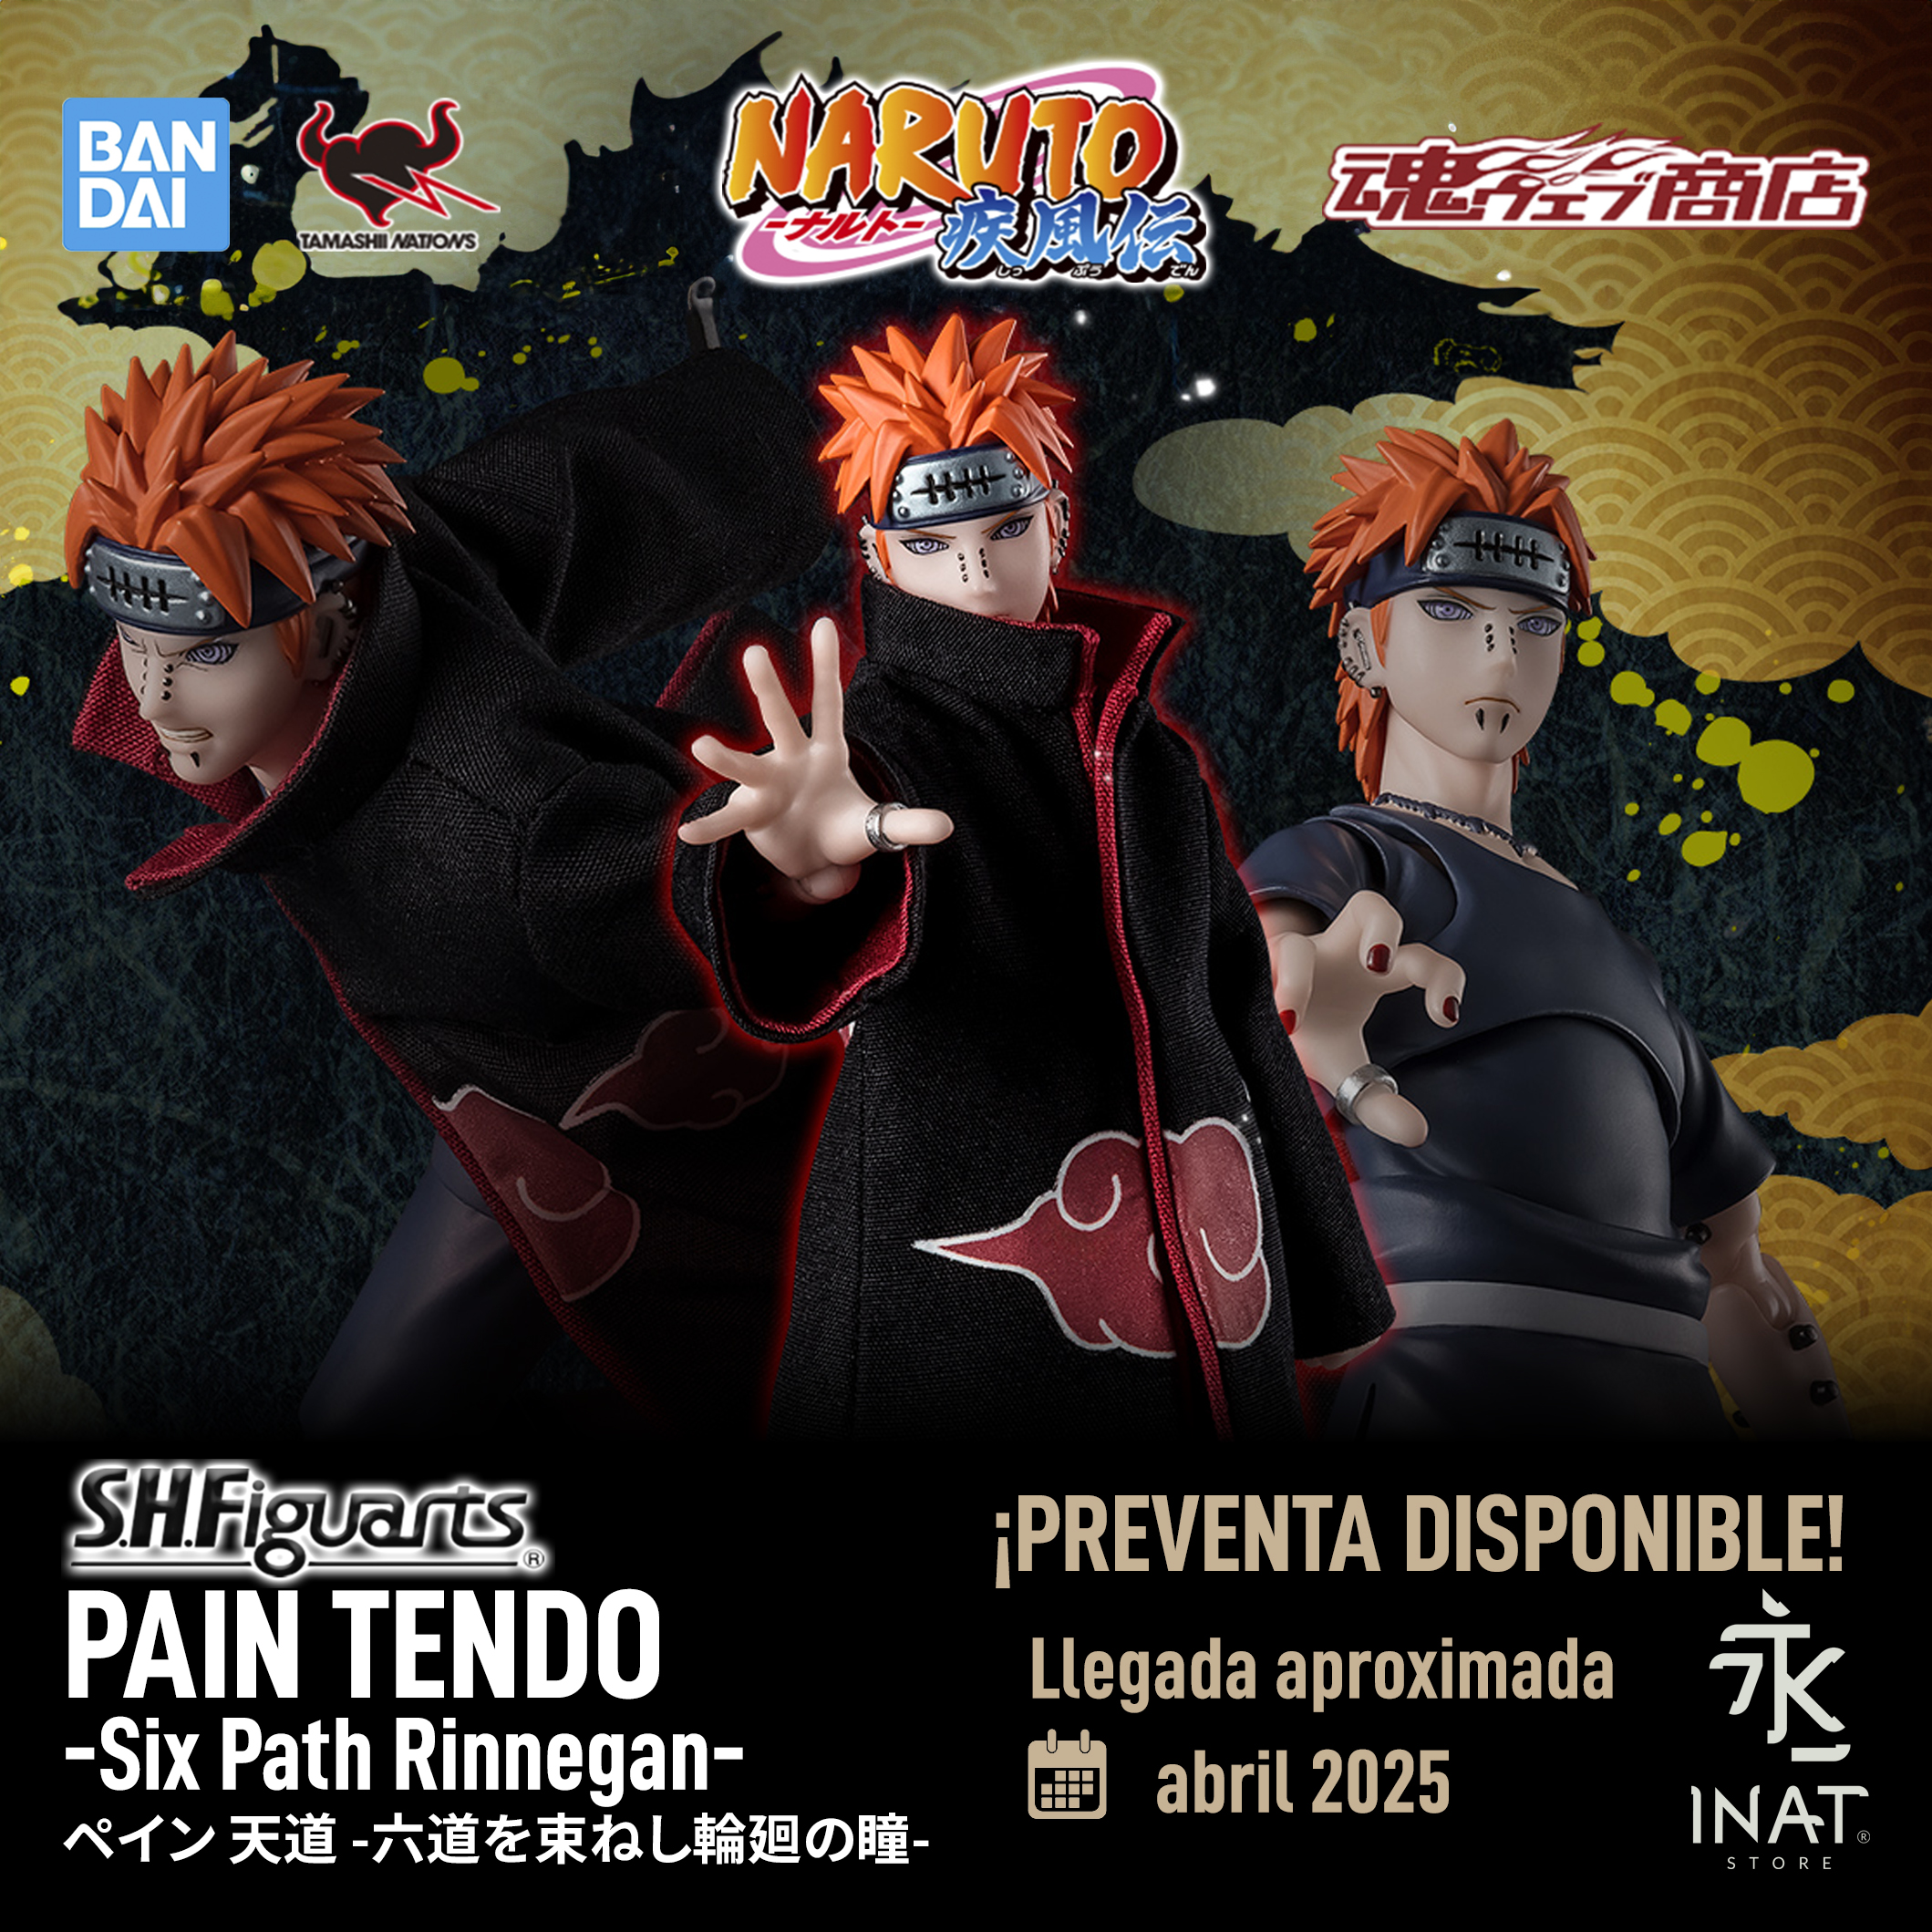 BAN
DAI
TAMASHII NATIONS
NARUTO
-ナルト-
疾風伝
しっ ぷう でん
魂ウェブ商店
S.H.Figuarts®
PAIN TENDO
-Six Path Rinnegan-
ペイン 天道 -六道を束ねし輪廻の瞳-
¡PREVENTA DISPONIBLE!
Llegada aproximada
abril 2025
永
INAT®
STORE